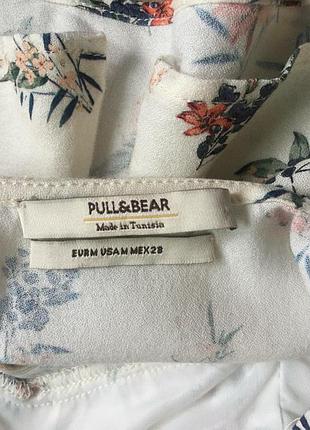 PULL&BEAR
Made in Tunisia
EUR M USA M MEX 28